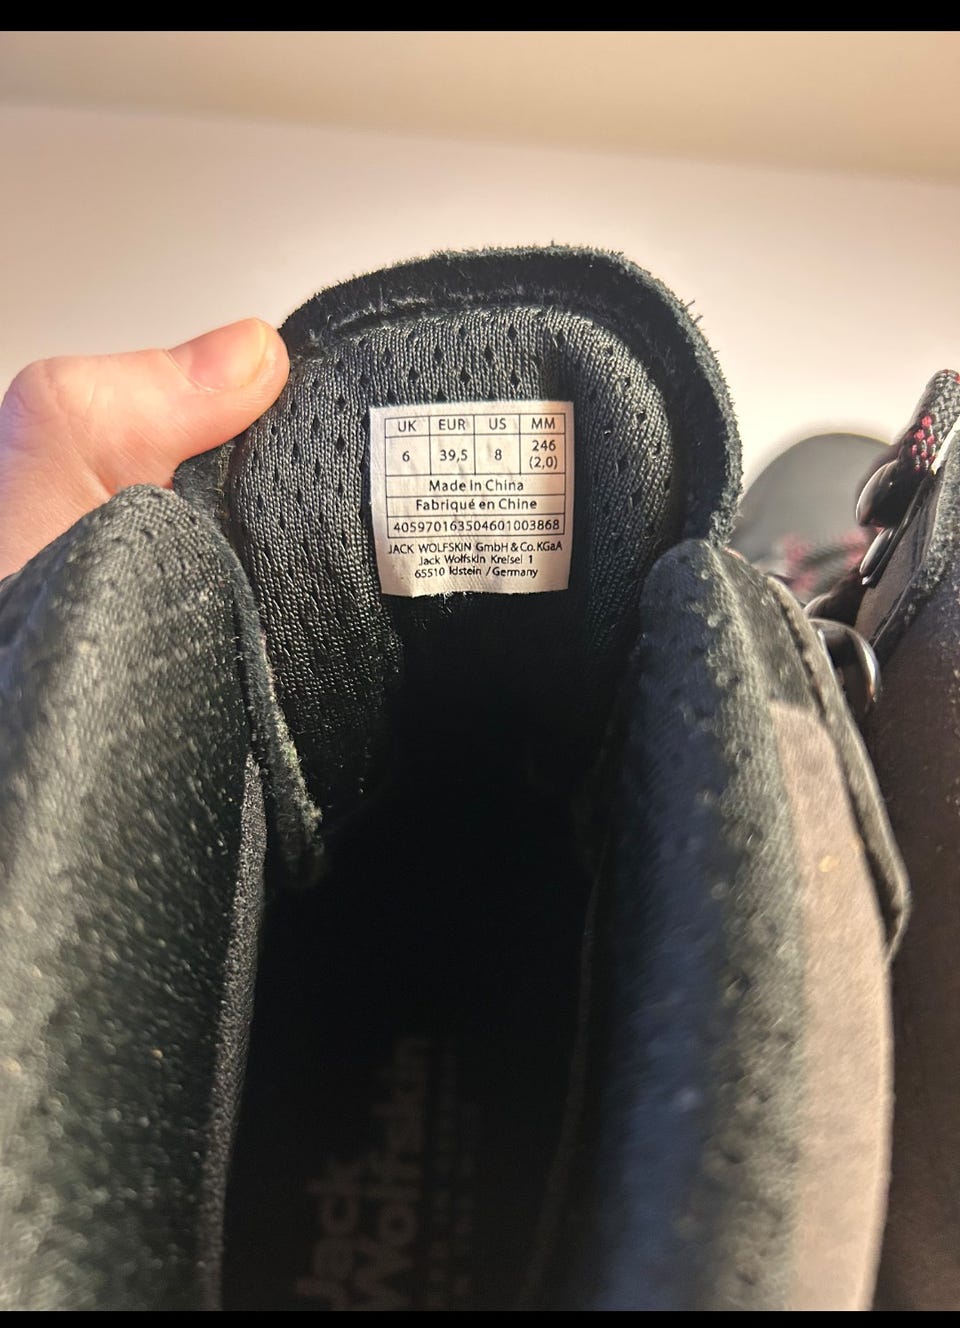 UK EUR US MM
6 39,5 8 246 (2,0)
Made in China
Fabriqué en Chine
405970163504601003868
JACK WOLFSKIN GmbH & Co. KGaA
Jack Wolfskin Kreisel 1
65510 Idstein / Germany
Jack
Wolfskin